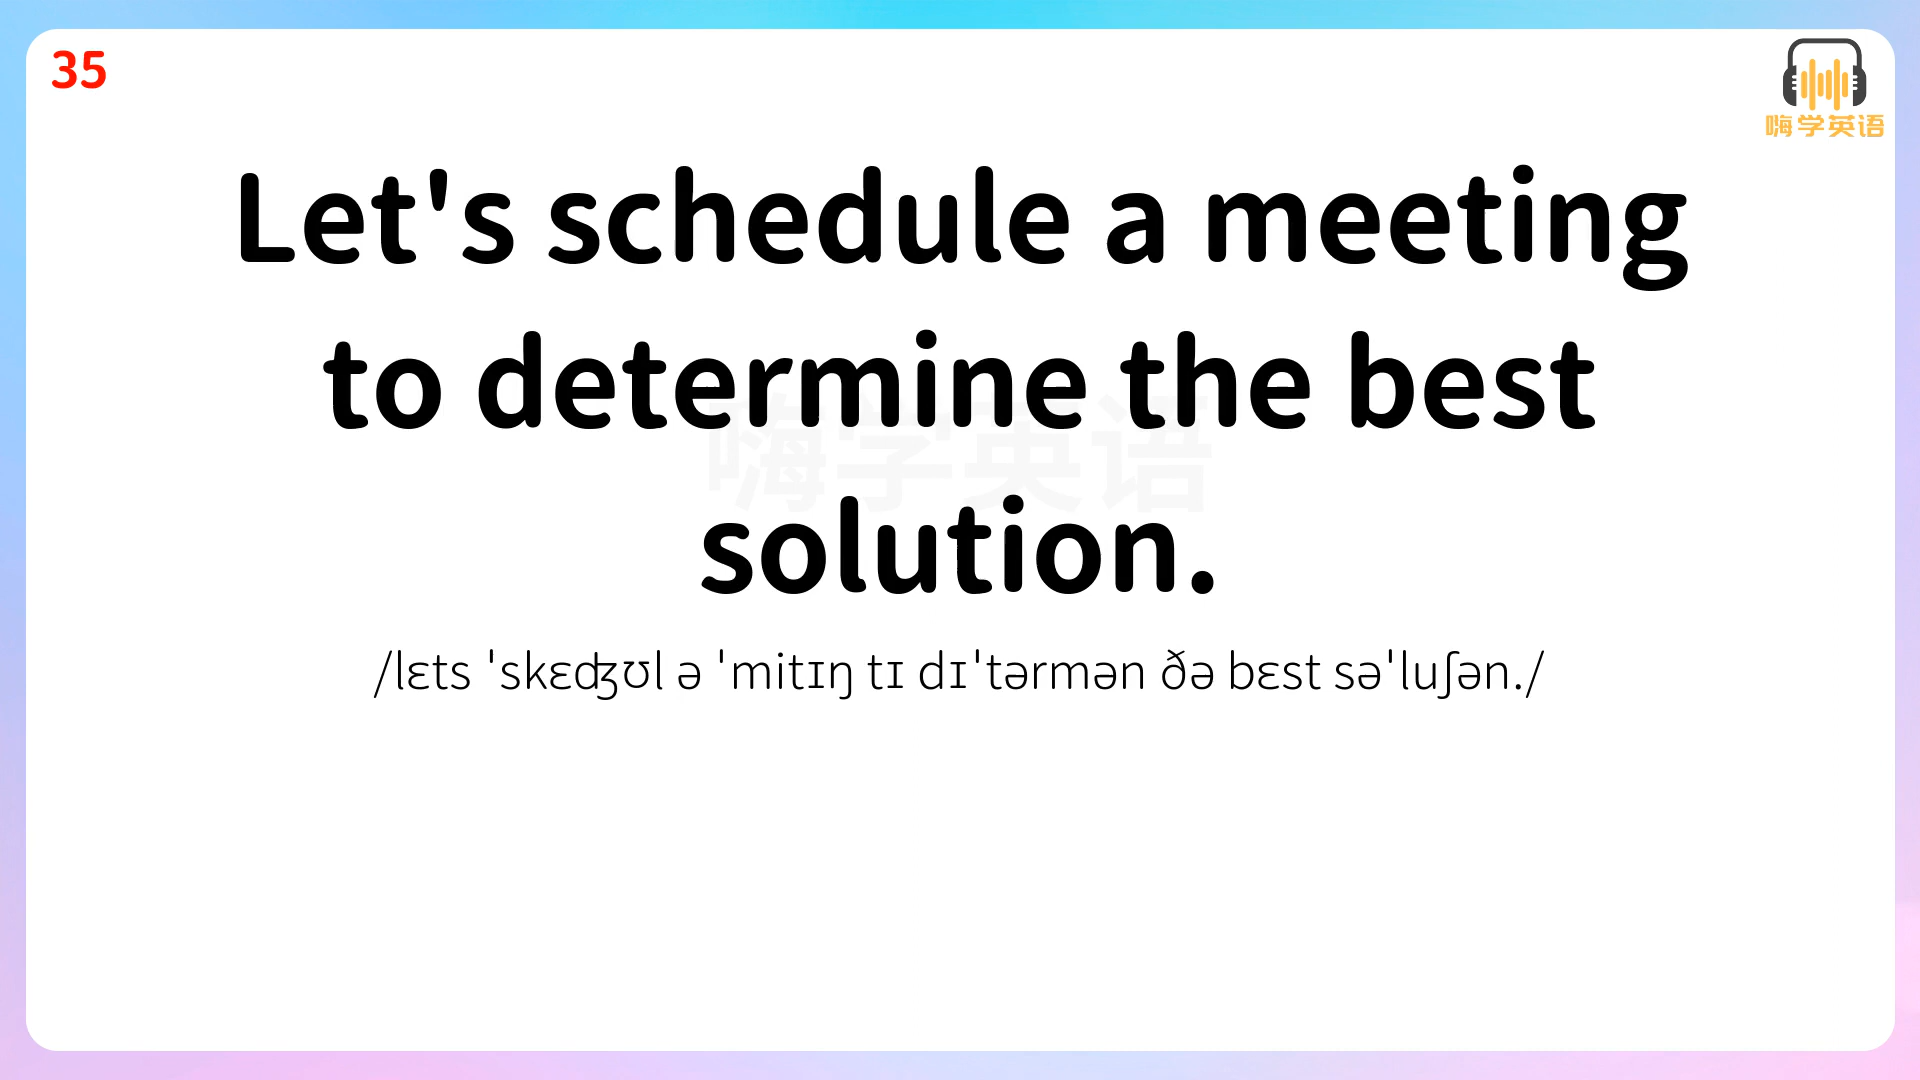 35
嗨学英语
Let's schedule a meeting
to determine the best
嗨学英语
solution.
/lɛts ˈskɛʤʊl ə ˈmitɪŋ tɪ dɪˈtərmən ðə bɛst səˈluʃən./